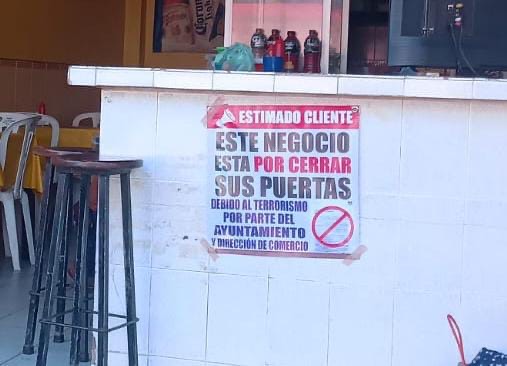 Corona
ESTIMADO CLIENTE
ESTE NEGOCIO
ESTA POR CERRAR
SUS PUERTAS
DEBIDO AL TERRORISMO
POR PARTE DEL
AYUNTAMIENTO
Y DIRECCIÓN DE COMERCIO